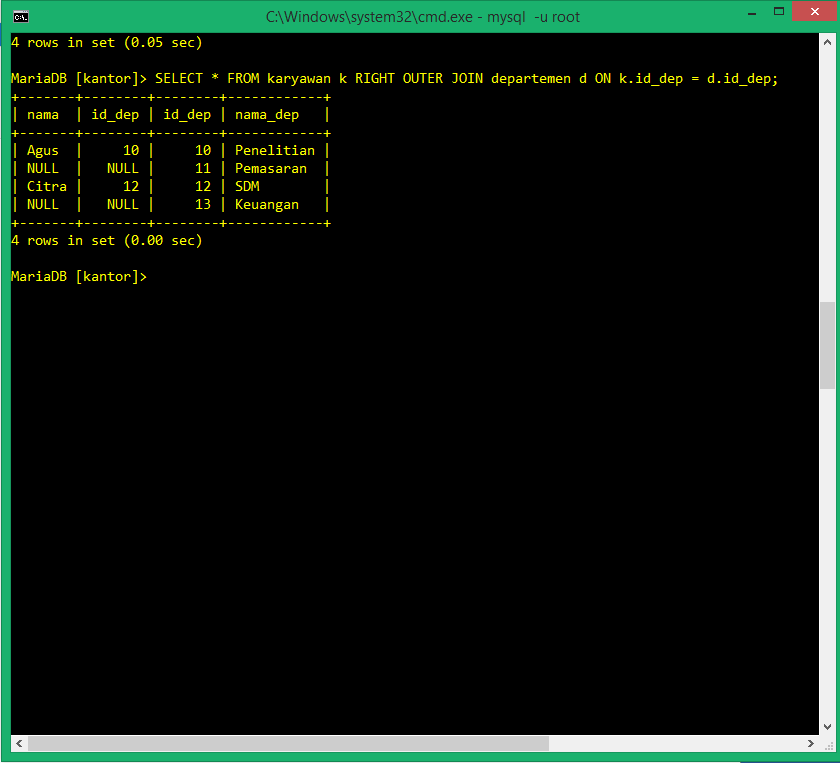 C:\Windows\system32\cmd.exe - mysql  -u root
4 rows in set (0.05 sec)
MariaDB [kantor]> SELECT * FROM karyawan k RIGHT OUTER JOIN departemen d ON k.id_dep = d.id_dep;
+-------+--------+--------+------------+
| nama  | id_dep | id_dep | nama_dep   |
+-------+--------+--------+------------+
| Agus  |     10 |     10 | Penelitian |
| NULL  |   NULL |     11 | Pemasaran  |
| Citra |     12 |     12 | SDM        |
| NULL  |   NULL |     13 | Keuangan   |
+-------+--------+--------+------------+
4 rows in set (0.00 sec)
MariaDB [kantor]>